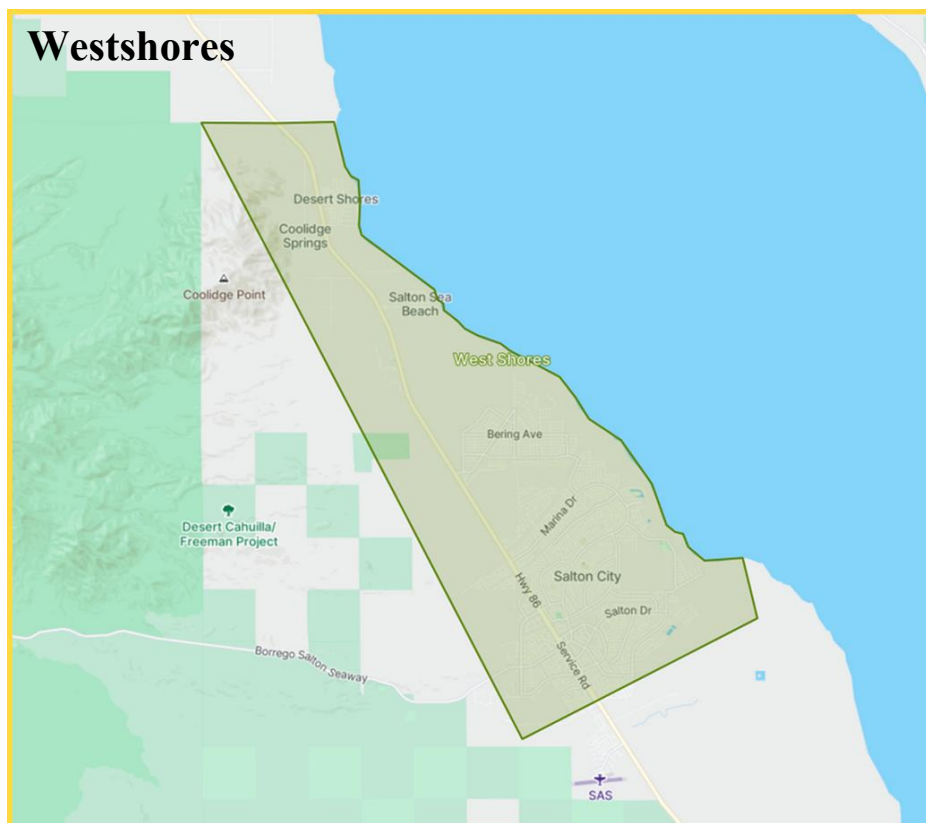 Westshores
Desert Shores
Coolidge
Springs
Coolidge Point
Salton Sea
Beach
West Shores
Bering Ave
Marina Dr
Desert Cahuilla/
Freeman Project
Hwy 86
Salton City
Salton Dr
Borrego Salton Seaway
Service Rd
SAS